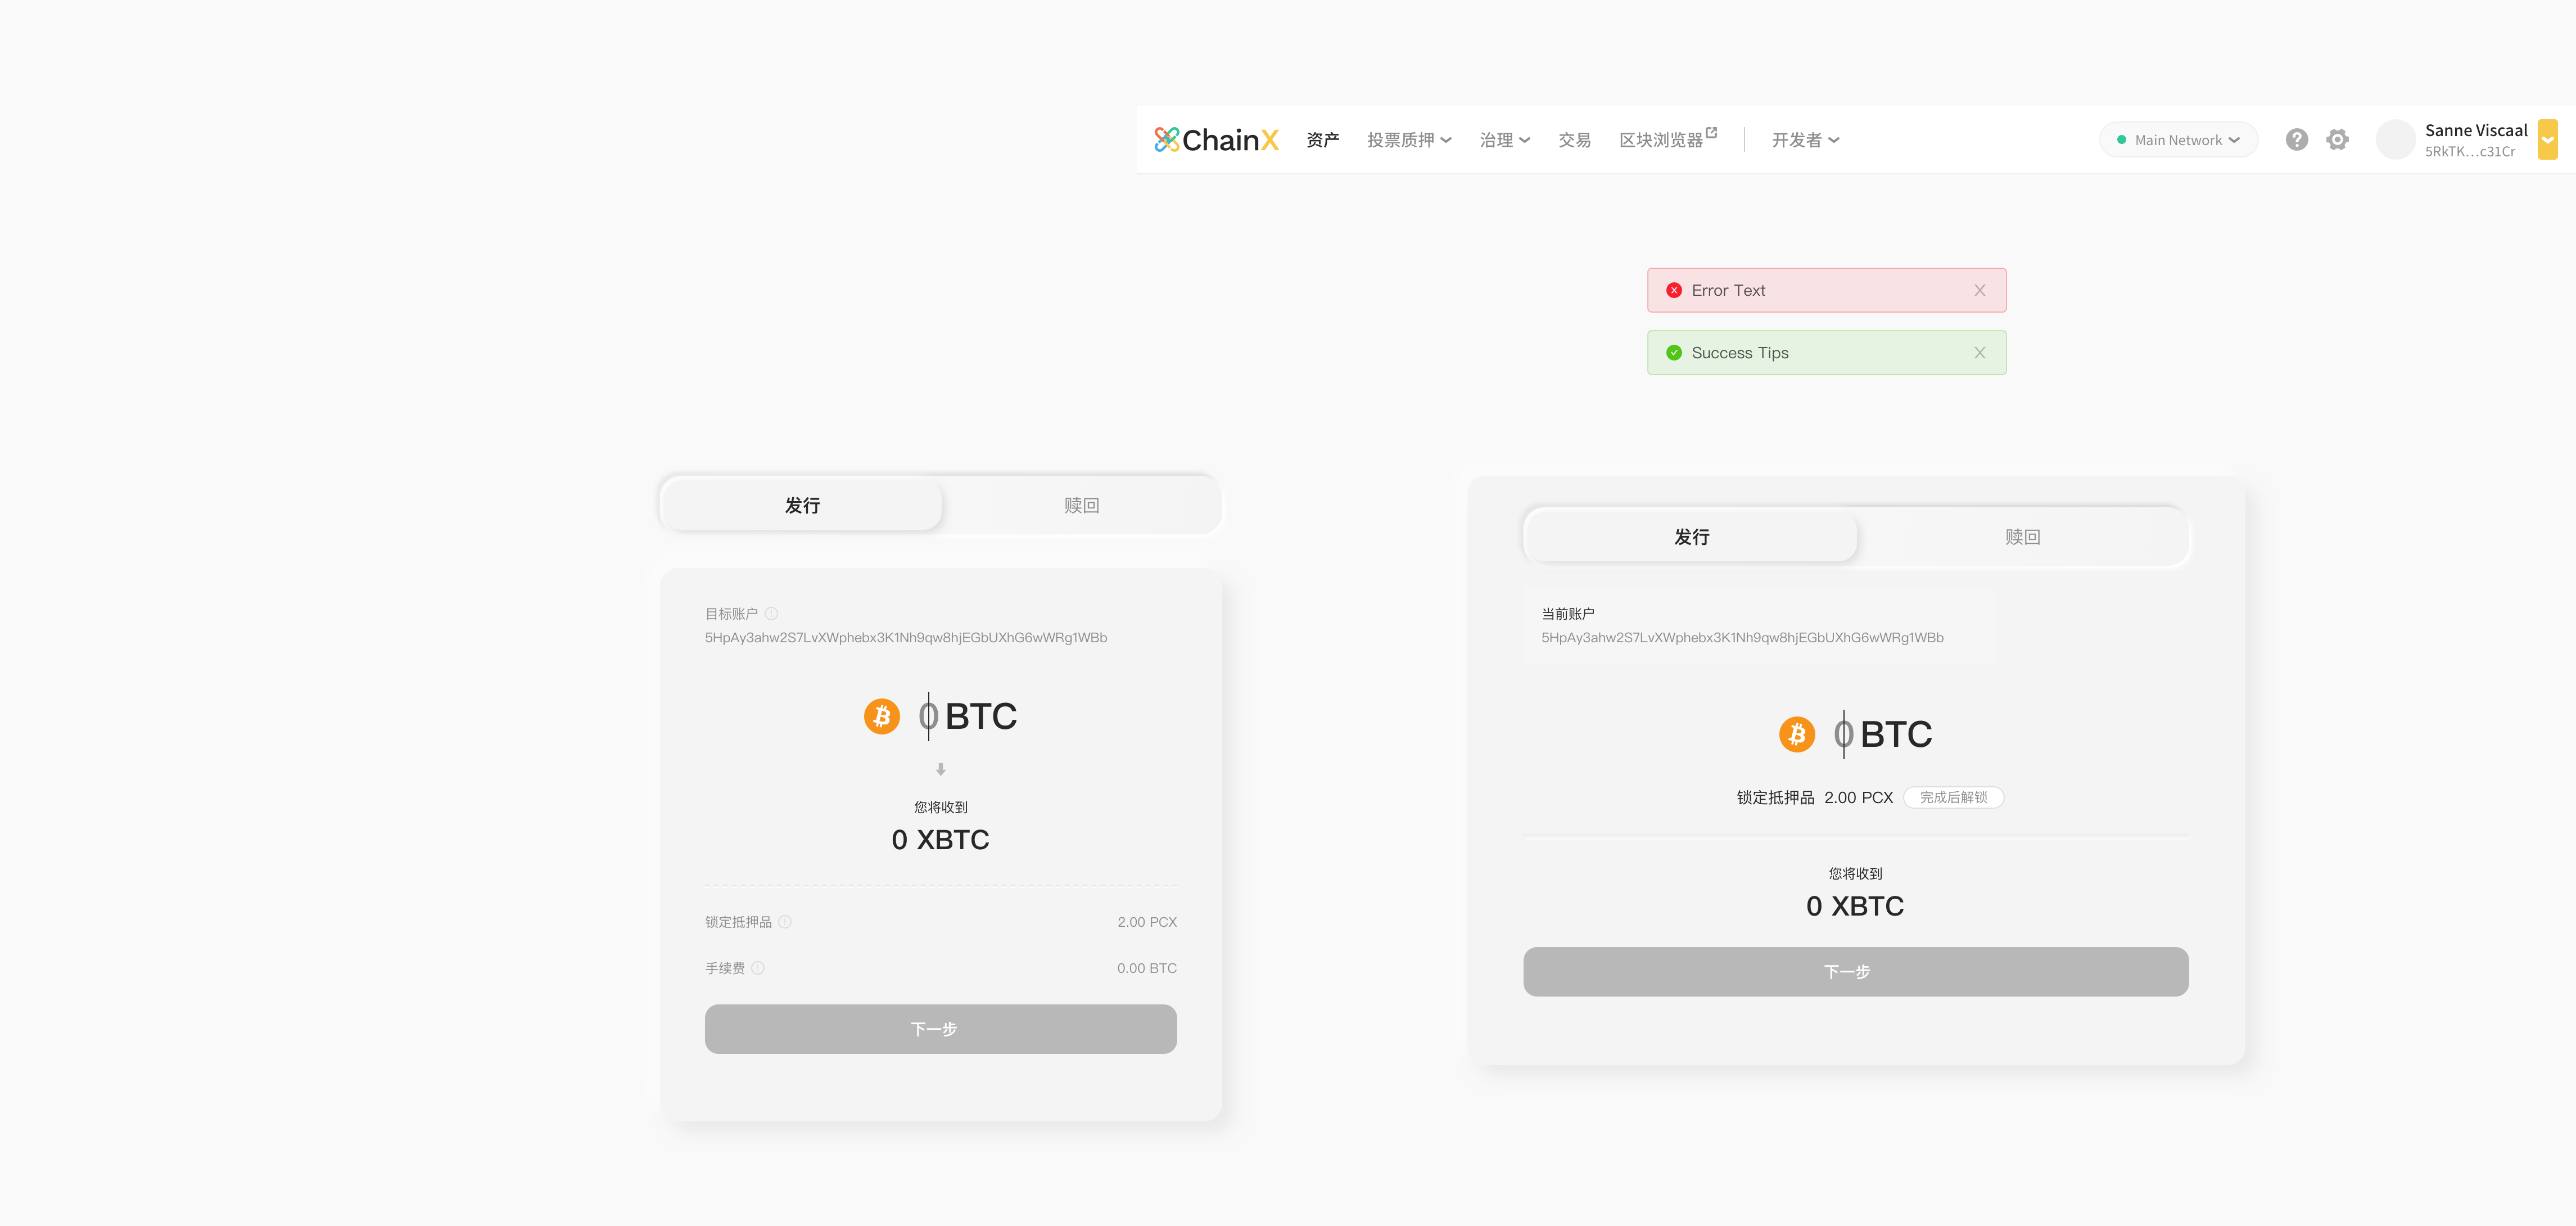 ChainX 资产 投票质押 治理 交易 区块浏览器 开发者 Main Network Sanne Viscaal
5RkTK...c31Cr
Error Text
Success Tips
发行 赎回
目标账户
5HpAy3ahw2S7LvXWphebx3K1Nh9qw8hjEGbUXhG6wWRg1WBb
0 BTC
您将收到
0 XBTC
锁定抵押品 2.00 PCX
手续费 0.00 BTC
下一步
发行 赎回
当前账户
5HpAy3ahw2S7LvXWphebx3K1Nh9qw8hjEGbUXhG6wWRg1WBb
0 BTC
锁定抵押品 2.00 PCX 完成后解锁
您将收到
0 XBTC
下一步